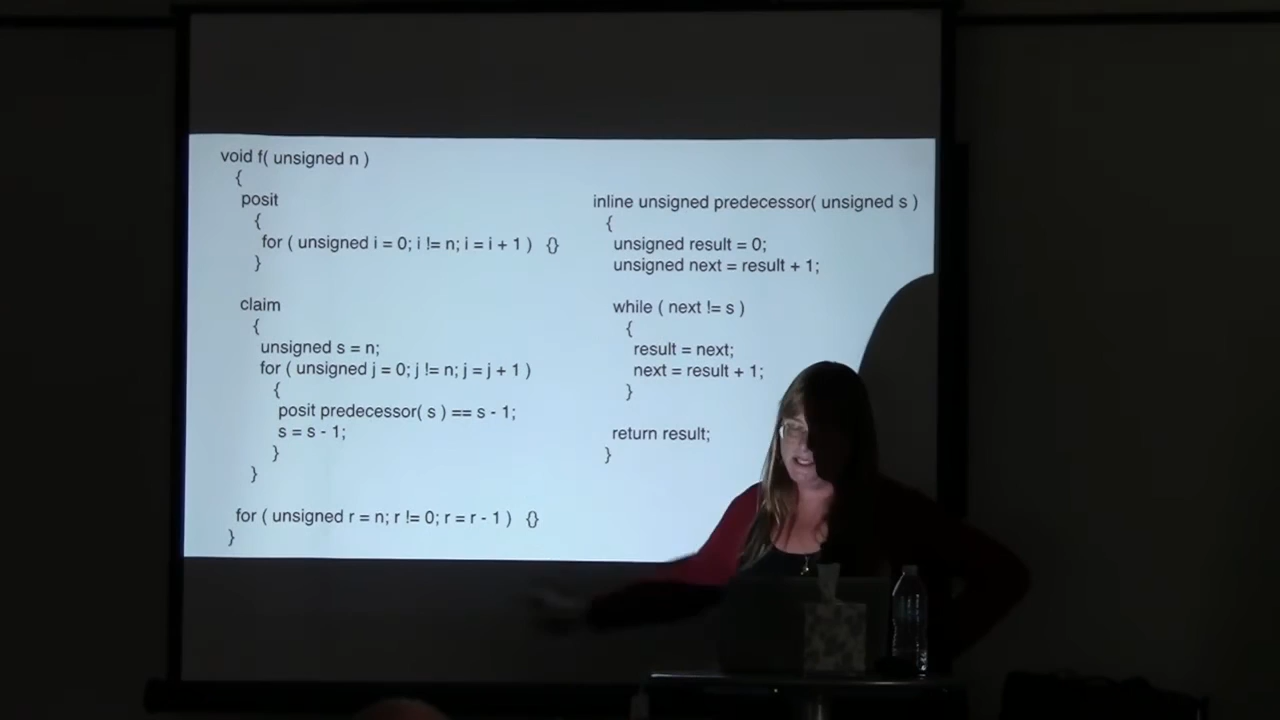 void f( unsigned n )
{
posit
{
for ( unsigned i = 0; i != n; i = i + 1 ) {}
}
claim
{
unsigned s = n;
for ( unsigned j = 0; j != n; j = j + 1 )
{
posit predecessor( s ) == s - 1;
s = s - 1;
}
}
for ( unsigned r = n; r != 0; r = r - 1 ) {}
}
inline unsigned predecessor( unsigned s )
{
unsigned result = 0;
unsigned next = result + 1;
while ( next != s )
{
result = next;
next = result + 1;
}
return result;
}